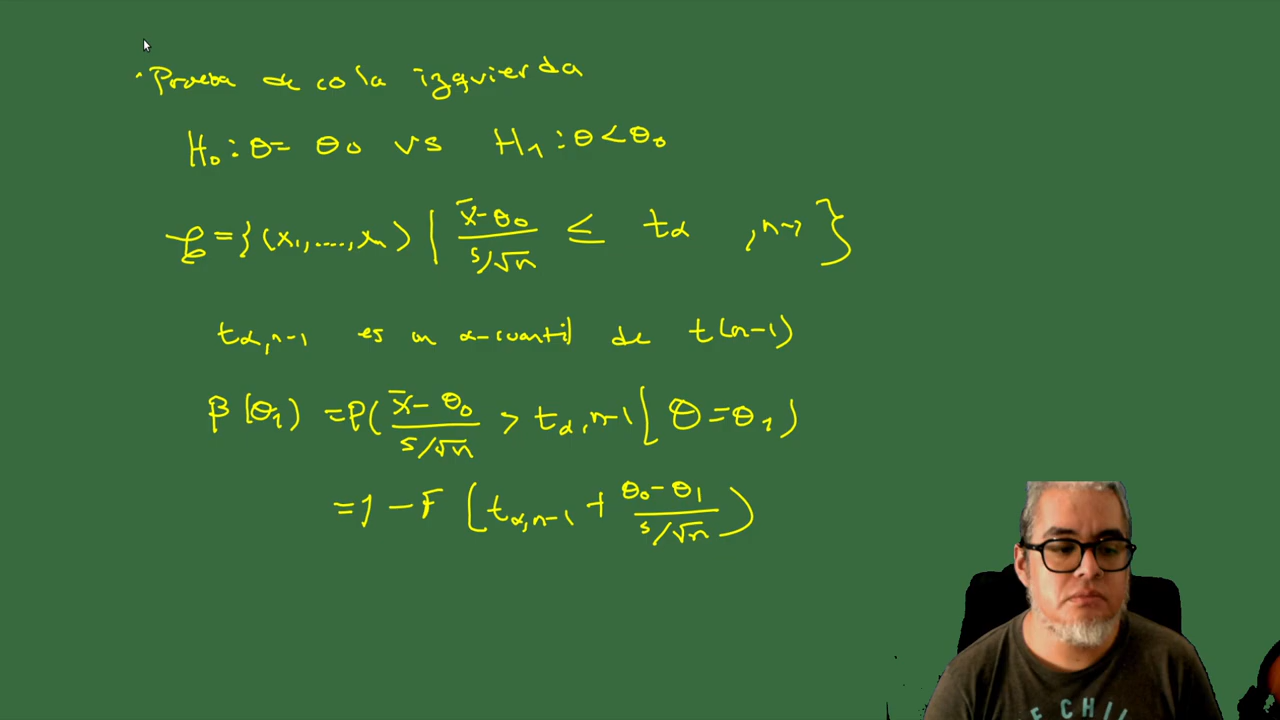 · Prueba de cola izquierda
H₀ : θ = θ₀ vs H₁ : θ < θ₀
𝒞 = {(x₁, ...., xₙ) | (x̄ - θ₀)/(s/√n) ≤ tα , n-1}
tα,n-1 es un α-cuantil de t(n-1)
β(θ₁) = P( (x̄ - θ₀)/(s/√n) > tα,n-1 | θ = θ₁ )
= 1 - F ( tα,n-1 + (θ₀ - θ₁)/(s/√n) )
E CHIL